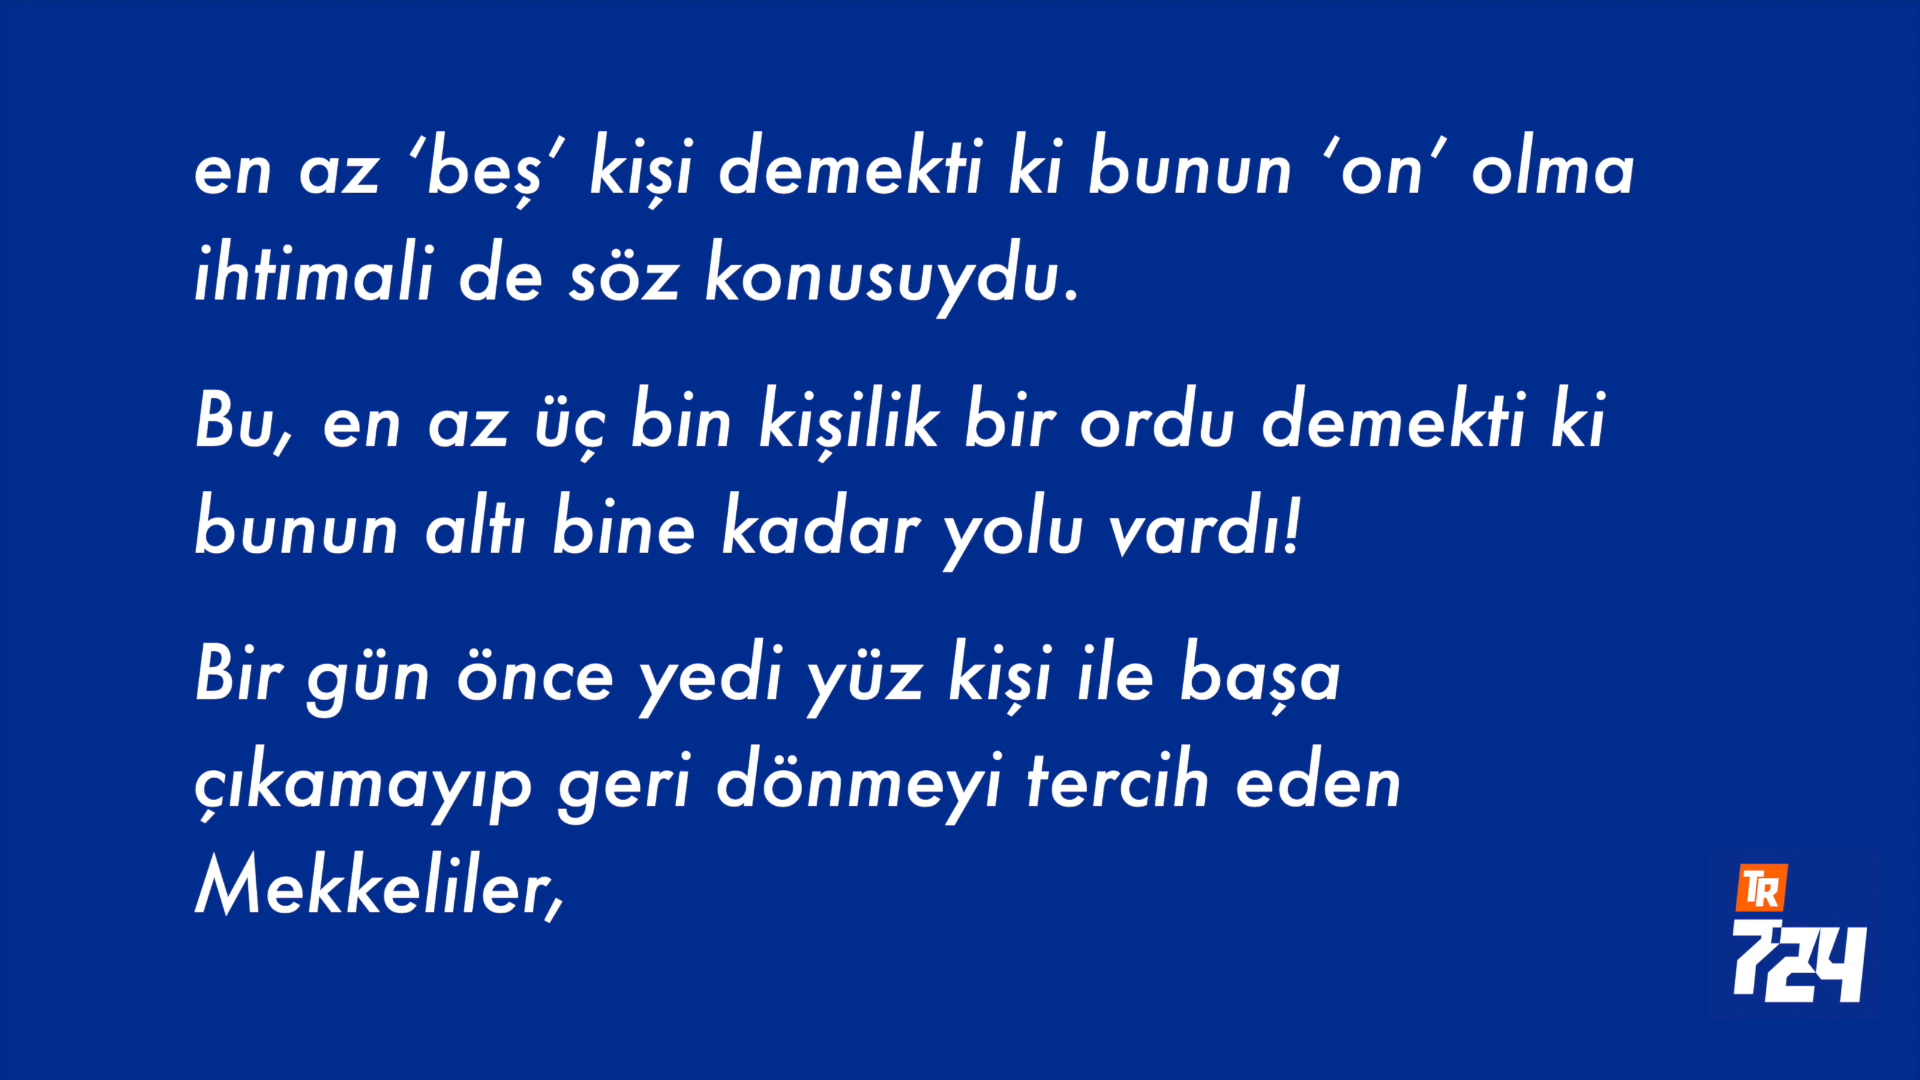 en az ‘beş’ kişi demekti ki bunun ‘on’ olma
ihtimali de söz konusuydu.
Bu, en az üç bin kişilik bir ordu demekti ki
bunun altı bine kadar yolu vardı!
Bir gün önce yedi yüz kişi ile başa
çıkamayıp geri dönmeyi tercih eden
Mekkeliler,
TR
724